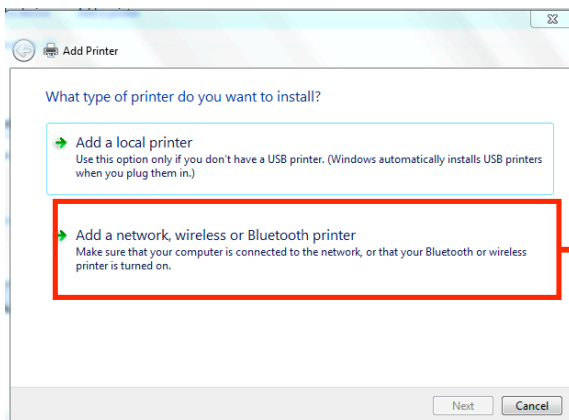 Add Printer
What type of printer do you want to install?
Add a local printer
Use this option only if you don't have a USB printer. (Windows automatically installs USB printers
when you plug them in.)
Add a network, wireless or Bluetooth printer
Make sure that your computer is connected to the network, or that your Bluetooth or wireless
printer is turned on.
Next
Cancel